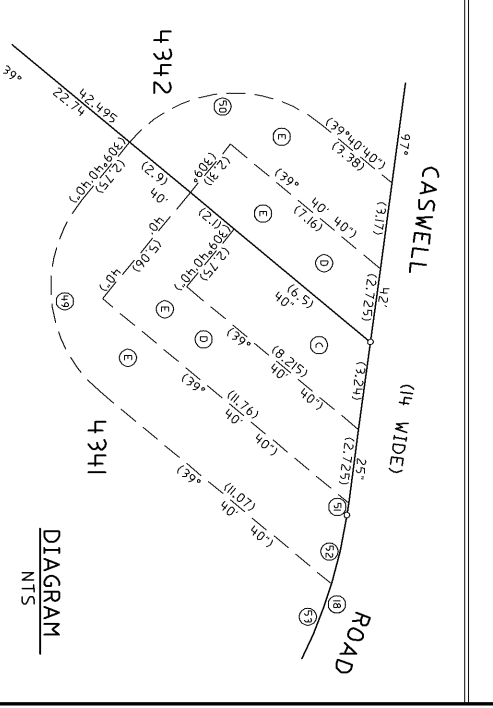 CASWELL
(14 WIDE)
ROAD
97° 42' 25"
(39°40'40")
(3.38)
(3.17)
(2.725)
(3.24)
(2.725)
(39° 40' 40")
(7.16)
(6.5)
40"
(2.1)
(2.9)
40'
42.495
22.74
39°
4342
50
E
E
D
C
(309° 40' 40")
(2.31)
(5.06)
(309°40'40")
(2.75)
(309°40'40")
(2.75)
(39° 40' 40")
(8.215)
(39° 40' 40")
(11.76)
(39° 40' 40")
(11.07)
49
E
D
E
51
52
18
53
4341
DIAGRAM
NTS